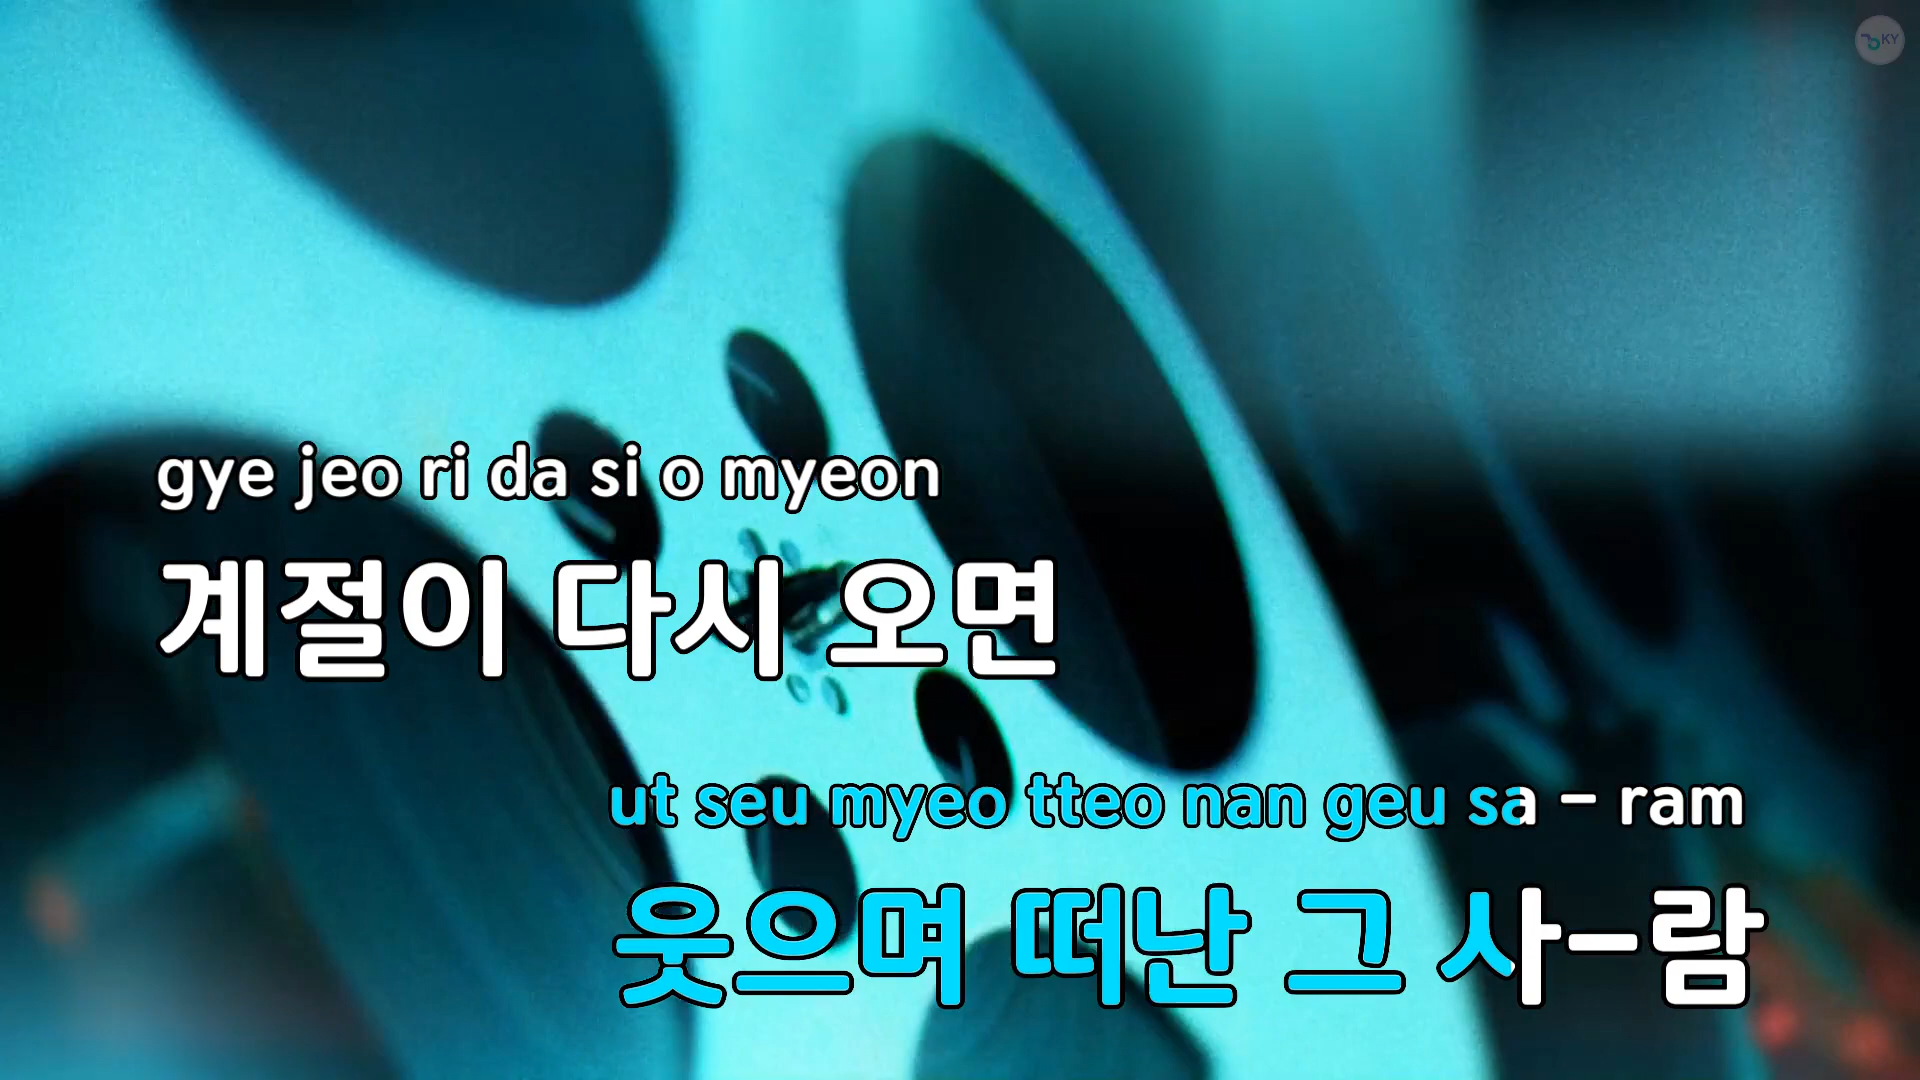 KY
gye jeo ri da si o myeon
계절이 다시 오면
ut seu myeo tteo nan geu sa – ram
웃으며 떠난 그 사–람